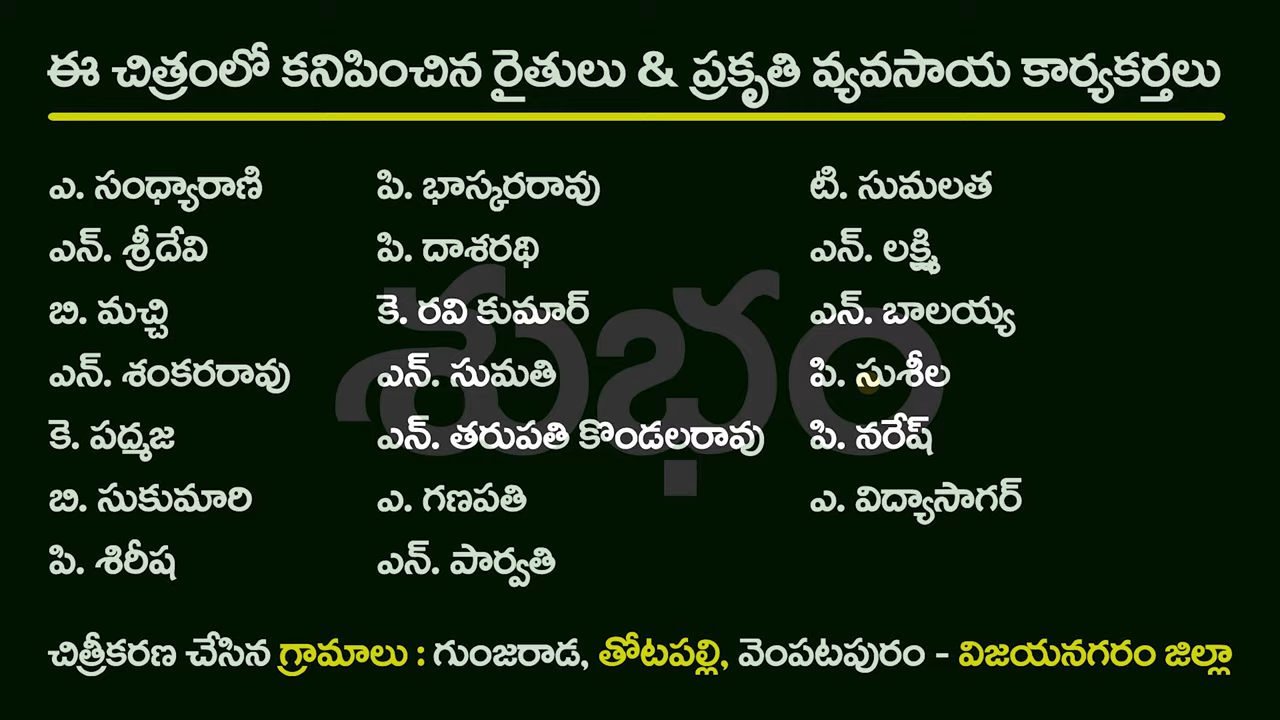 ఈ చిత్రంలో కనిపించిన రైతులు & ప్రకృతి వ్యవసాయ కార్యకర్తలు
ఎ. సంధ్యారాణి
ఎన్. శ్రీదేవి
బి. మచ్చి
ఎన్. శంకరరావు
కె. పద్మజ
బి. సుకుమారి
పి. శిరీష
పి. భాస్కరరావు
పి. దాశరథి
కె. రవి కుమార్
ఎన్. సుమతి
ఎన్. తరుపతి కొండలరావు
ఎ. గణపతి
ఎన్. పార్వతి
టి. సుమలత
ఎన్. లక్ష్మి
ఎన్. బాలయ్య
పి. సుశీల
పి. నరేష్
ఎ. విద్యాసాగర్
శుభం
చిత్రీకరణ చేసిన గ్రామాలు : గుంజరాడ, తోటపల్లి, వెంపటపురం - విజయనగరం జిల్లా